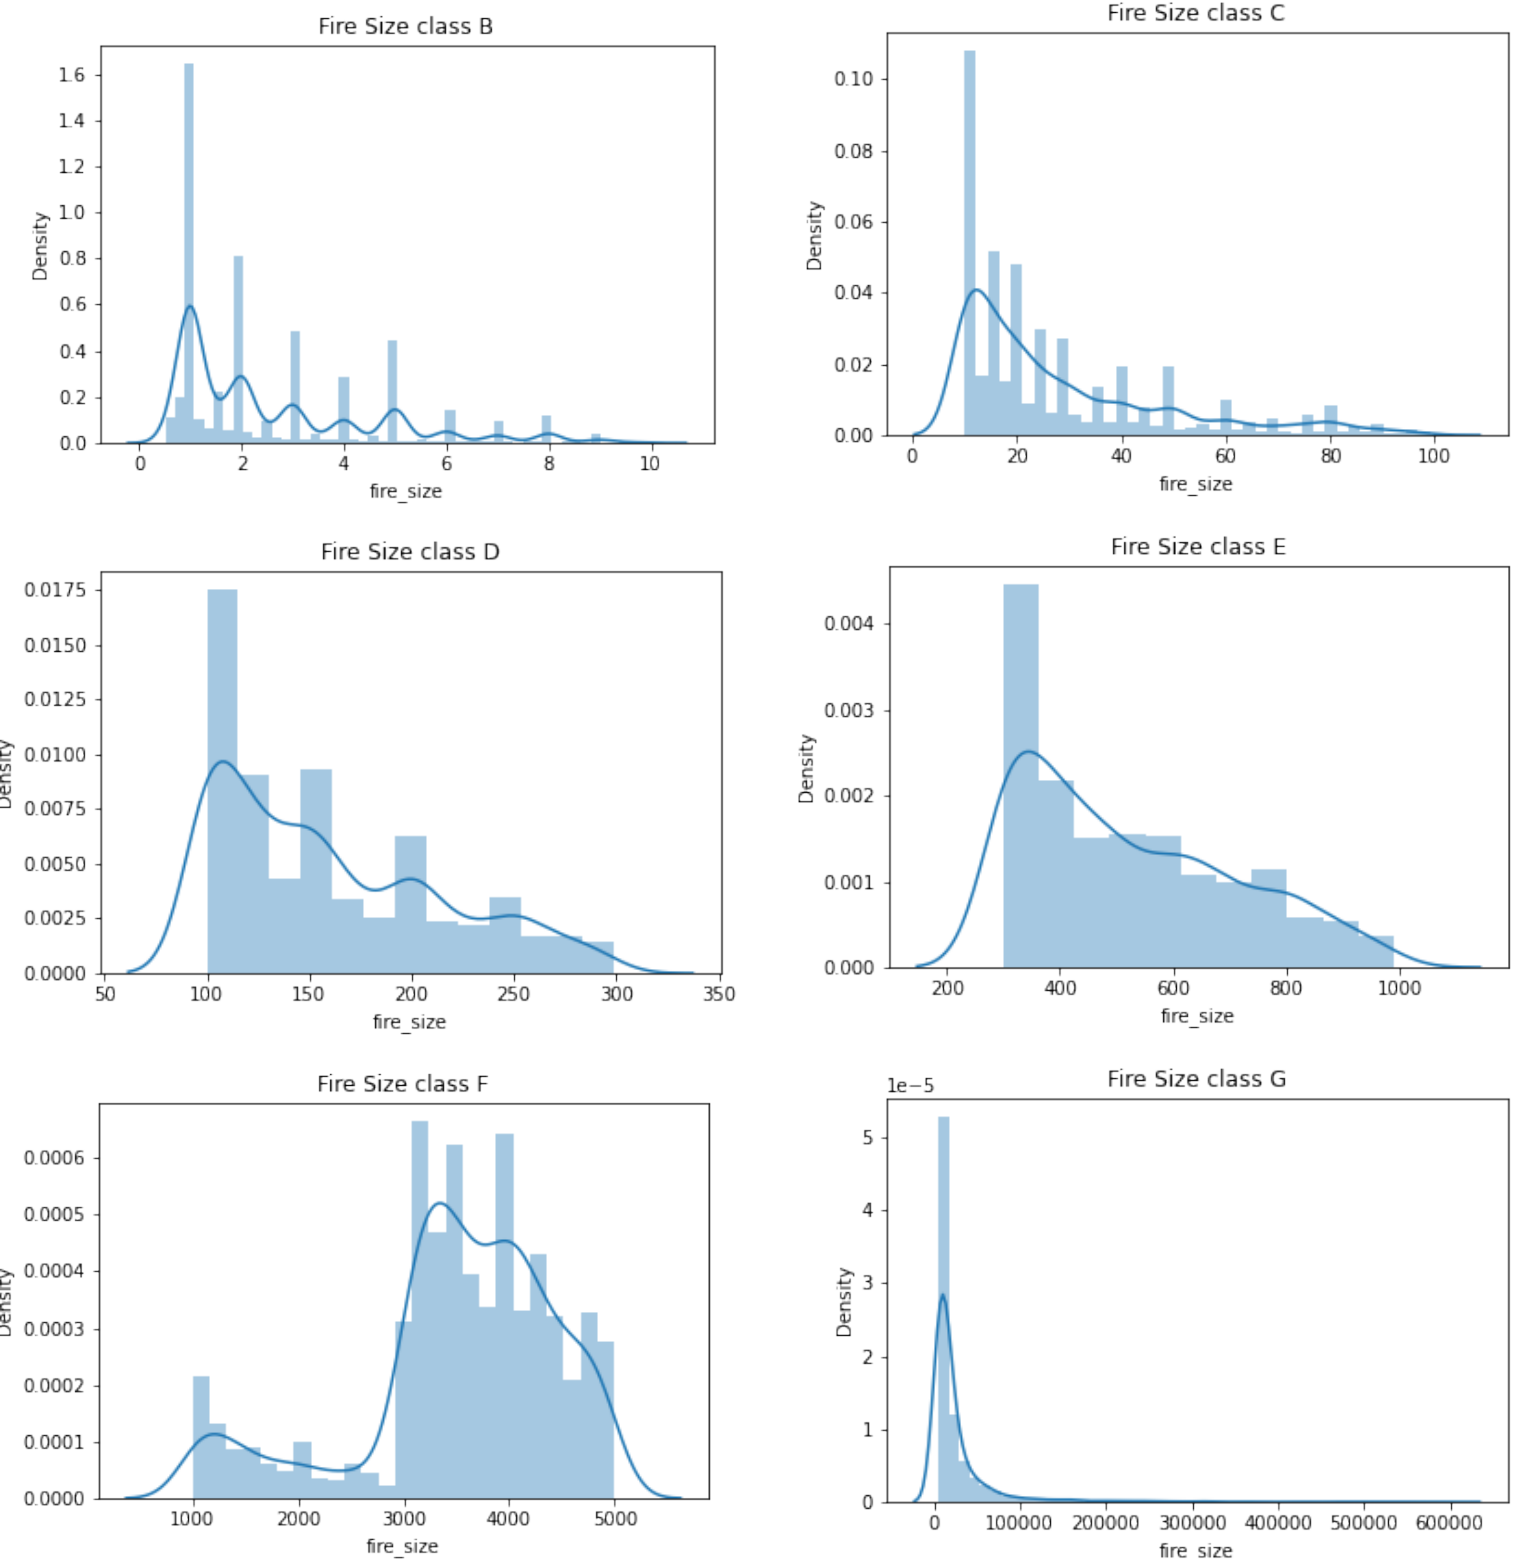 Fire Size class B
1.6
1.4
1.2
1.0
0.8
0.6
0.4
0.2
0.0
Density
0 2 4 6 8 10
fire_size
Fire Size class C
0.10
0.08
0.06
0.04
0.02
0.00
Density
0 20 40 60 80 100
fire_size
Fire Size class D
0.0175
0.0150
0.0125
0.0100
0.0075
0.0050
0.0025
0.0000
Density
50 100 150 200 250 300 350
fire_size
Fire Size class E
0.004
0.003
0.002
0.001
0.000
Density
200 400 600 800 1000
fire_size
Fire Size class F
0.0006
0.0005
0.0004
0.0003
0.0002
0.0001
0.0000
Density
1000 2000 3000 4000 5000
fire_size
Fire Size class G
1e−5
5
4
3
2
1
0
Density
0 100000 200000 300000 400000 500000 600000
fire_size